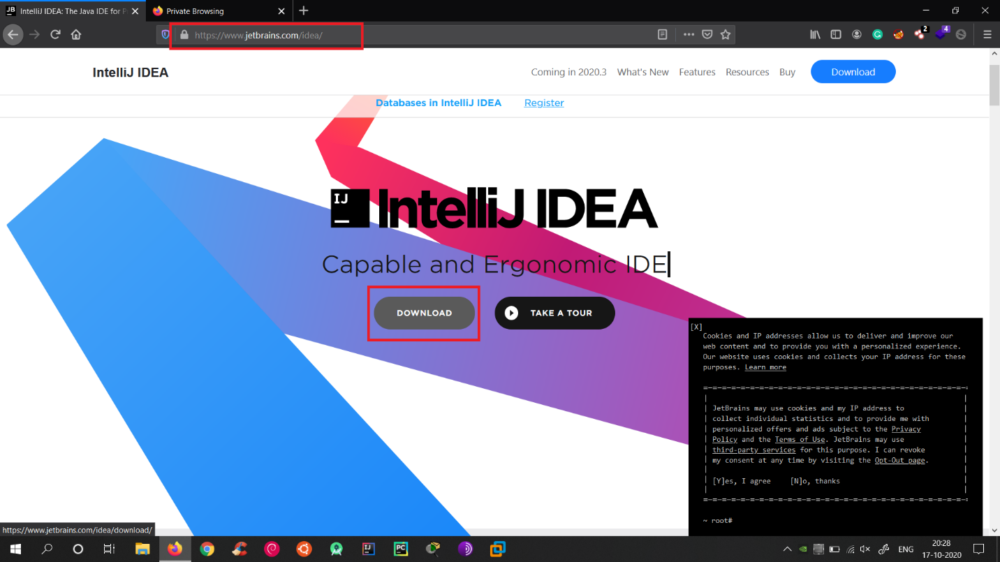 IntelliJ IDEA: The Java IDE for P
Private Browsing
https://www.jetbrains.com/idea/
2
4
IntelliJ IDEA
Coming in 2020.3
What's New
Features
Resources
Buy
Download
Databases in IntelliJ IDEA
Register
IJ
IntelliJ IDEA
Capable and Ergonomic IDE
DOWNLOAD
TAKE A TOUR
[X]
Cookies and IP addresses allow us to deliver and improve our
web content and to provide you with a personalized experience.
Our website uses cookies and collects your IP address for these
purposes. Learn more
JetBrains may use cookies and my IP address to
collect individual statistics and to provide me with
personalized offers and ads subject to the Privacy
Policy and the Terms of Use. JetBrains may use
third-party services for this purpose. I can revoke
my consent at any time by visiting the Opt-Out page.
[Y]es, I agree [N]o, thanks
~ root#
https://www.jetbrains.com/idea/download/
ENG
20:28
17-10-2020